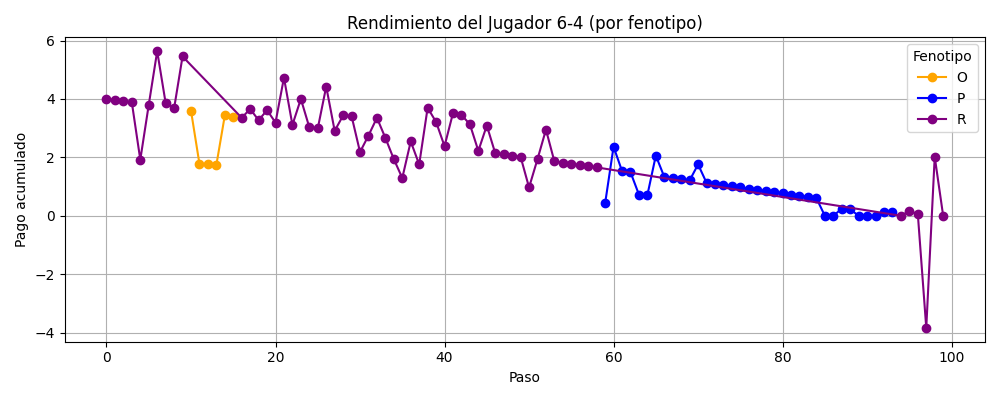 Rendimiento del Jugador 6-4 (por fenotipo)
Pago acumulado
6
4
2
0
−2
−4
Fenotipo
O
P
R
0 20 40 60 80 100
Paso